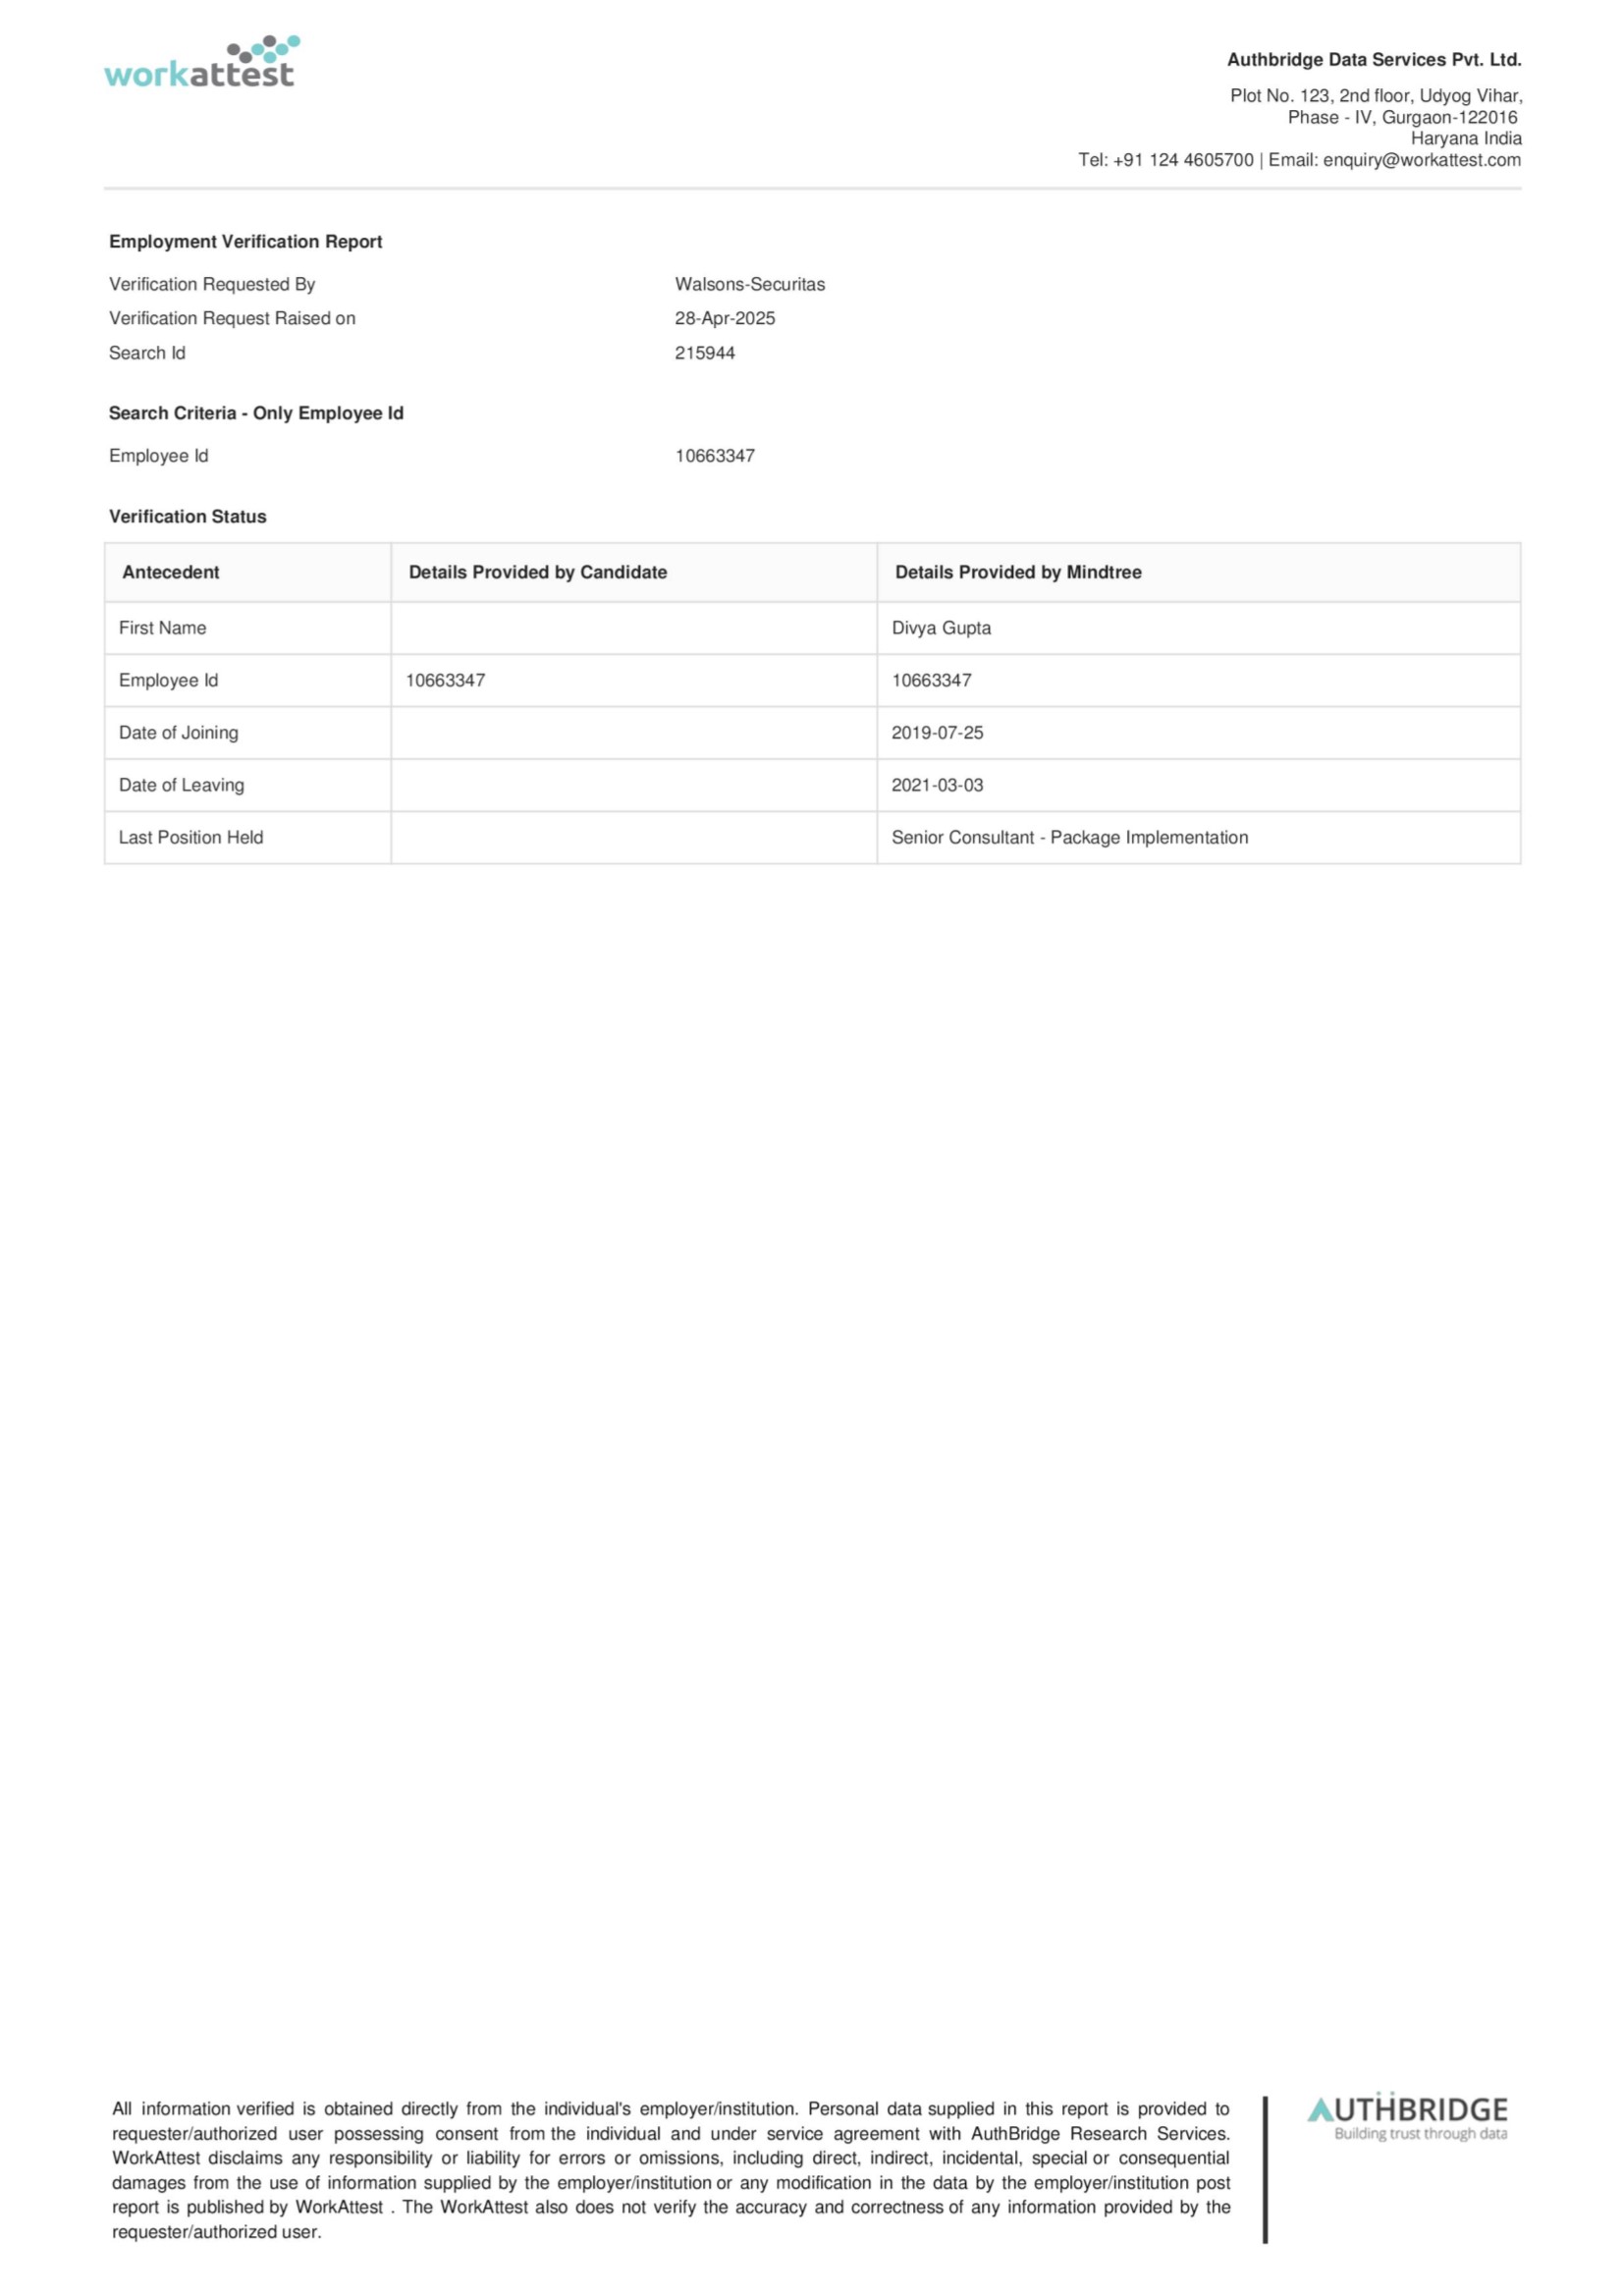 workattest
Authbridge Data Services Pvt. Ltd.
Plot No. 123, 2nd floor, Udyog Vihar,
Phase - IV, Gurgaon-122016
Haryana India
Tel: +91 124 4605700 | Email: enquiry@workattest.com
Employment Verification Report
Verification Requested By Walsons-Securitas
Verification Request Raised on 28-Apr-2025
Search Id 215944
Search Criteria - Only Employee Id
Employee Id 10663347
Verification Status
Antecedent Details Provided by Candidate Details Provided by Mindtree
First Name Divya Gupta
Employee Id 10663347 10663347
Date of Joining 2019-07-25
Date of Leaving 2021-03-03
Last Position Held Senior Consultant - Package Implementation
All information verified is obtained directly from the individual's employer/institution. Personal data supplied in this report is provided to
requester/authorized user possessing consent from the individual and under service agreement with AuthBridge Research Services.
WorkAttest disclaims any responsibility or liability for errors or omissions, including direct, indirect, incidental, special or consequential
damages from the use of information supplied by the employer/institution or any modification in the data by the employer/institution post
report is published by WorkAttest . The WorkAttest also does not verify the accuracy and correctness of any information provided by the
requester/authorized user.
AUTHBRIDGE
Building trust through data